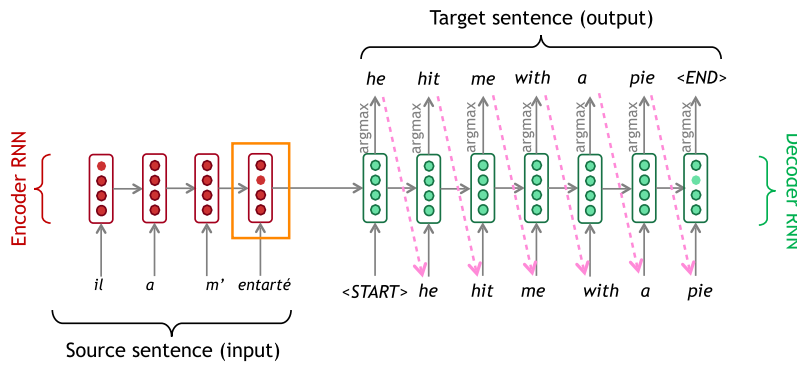 Target sentence (output)
he hit me with a pie <END>
argmax argmax argmax argmax argmax argmax argmax
Encoder RNN
Decoder RNN
il a m’ entarté
<START> he hit me with a pie
Source sentence (input)